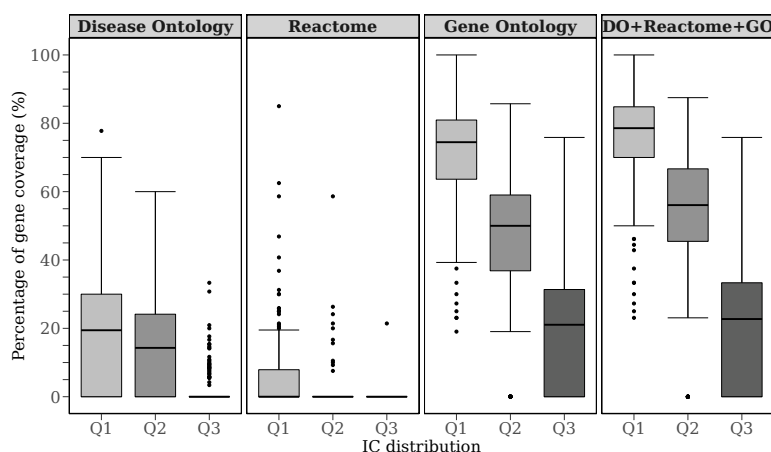 Disease Ontology
Reactome
Gene Ontology
DO+Reactome+GO
Percentage of gene coverage (%)
100
80
60
40
20
0
Q1 Q2 Q3
Q1 Q2 Q3
Q1 Q2 Q3
Q1 Q2 Q3
IC distribution